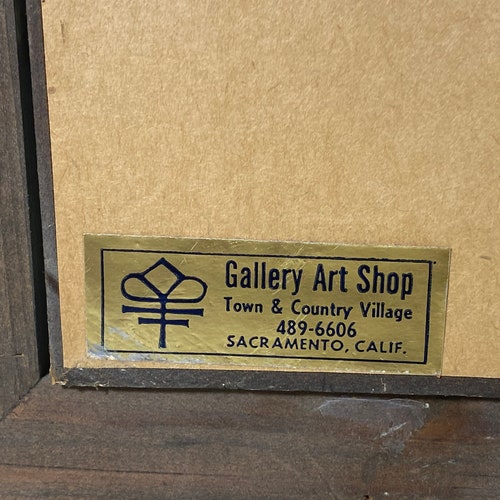 Gallery Art Shop
Town & Country Village
489-6606
SACRAMENTO, CALIF.